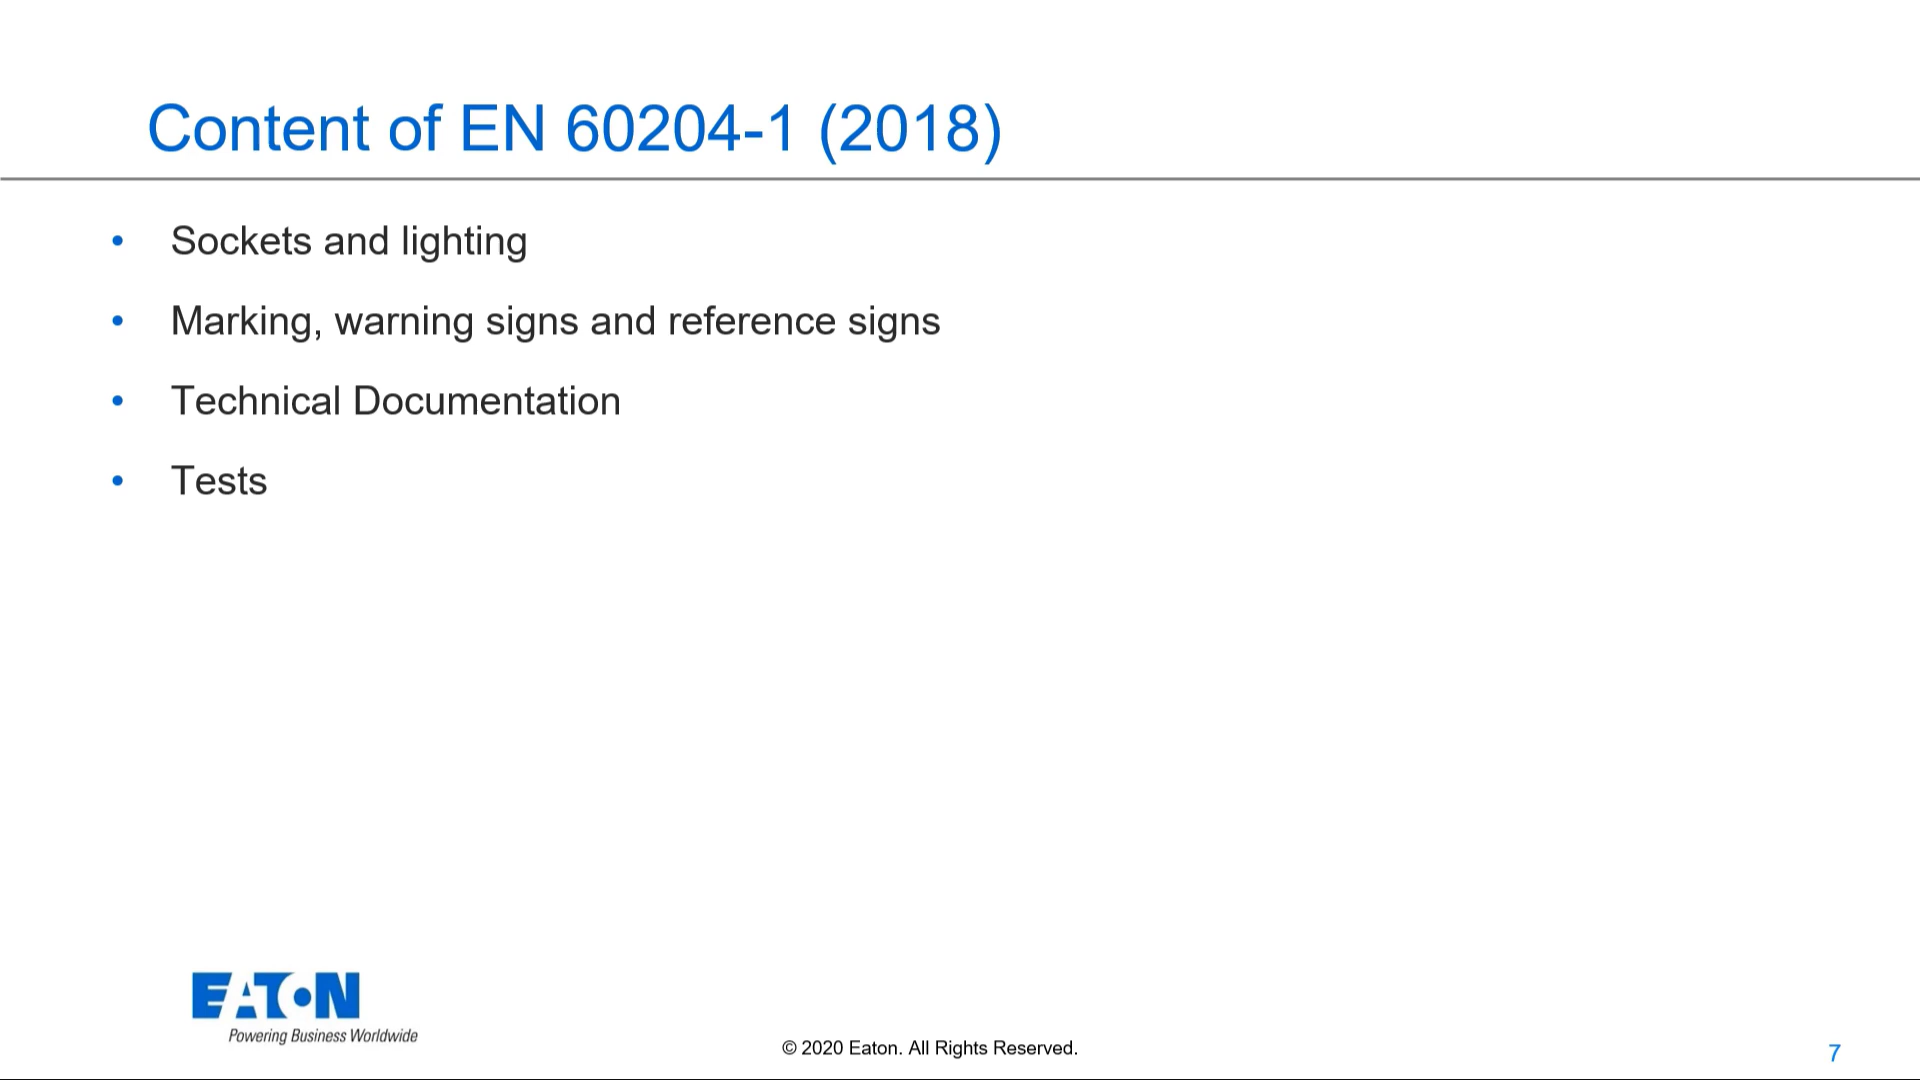 Content of EN 60204-1 (2018)
• Sockets and lighting
• Marking, warning signs and reference signs
• Technical Documentation
• Tests
EATON
Powering Business Worldwide
© 2020 Eaton. All Rights Reserved.
7